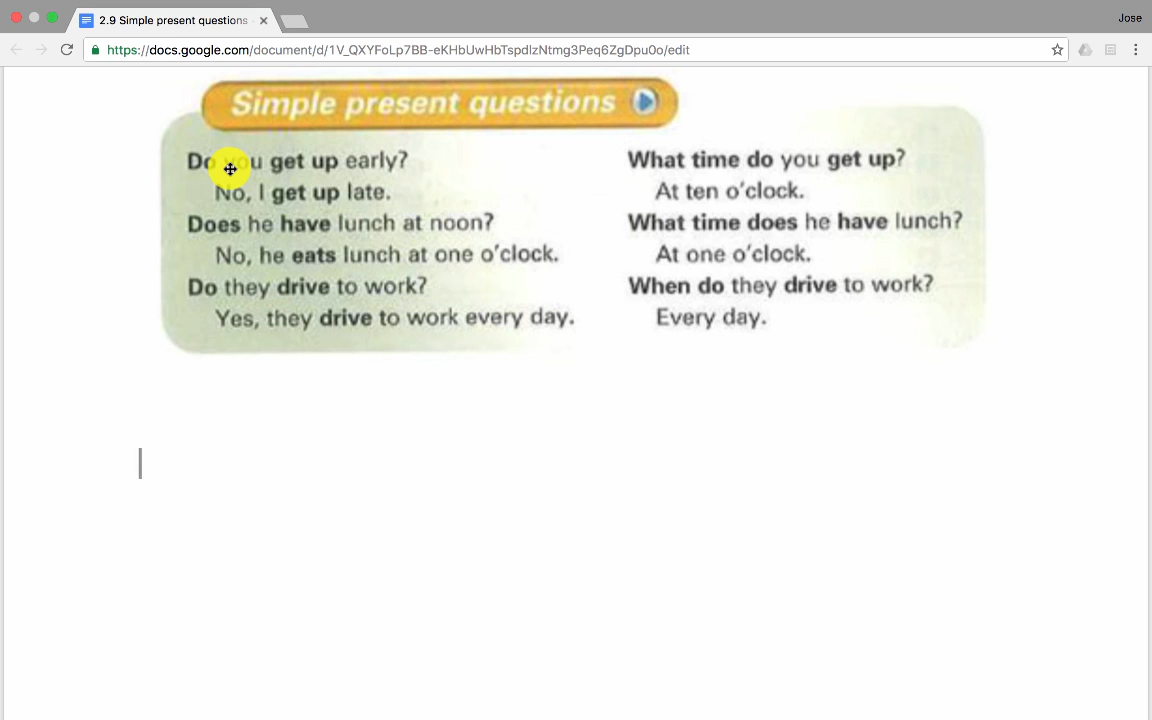 2.9 Simple present questions
Jose
https://docs.google.com/document/d/1V_QXYFoLp7BB-eKHbUwHbTspdlzNtmg3Peq6ZgDpu0o/edit
Simple present questions
Do you get up early?
No, I get up late.
Does he have lunch at noon?
No, he eats lunch at one o'clock.
Do they drive to work?
Yes, they drive to work every day.
What time do you get up?
At ten o'clock.
What time does he have lunch?
At one o'clock.
When do they drive to work?
Every day.